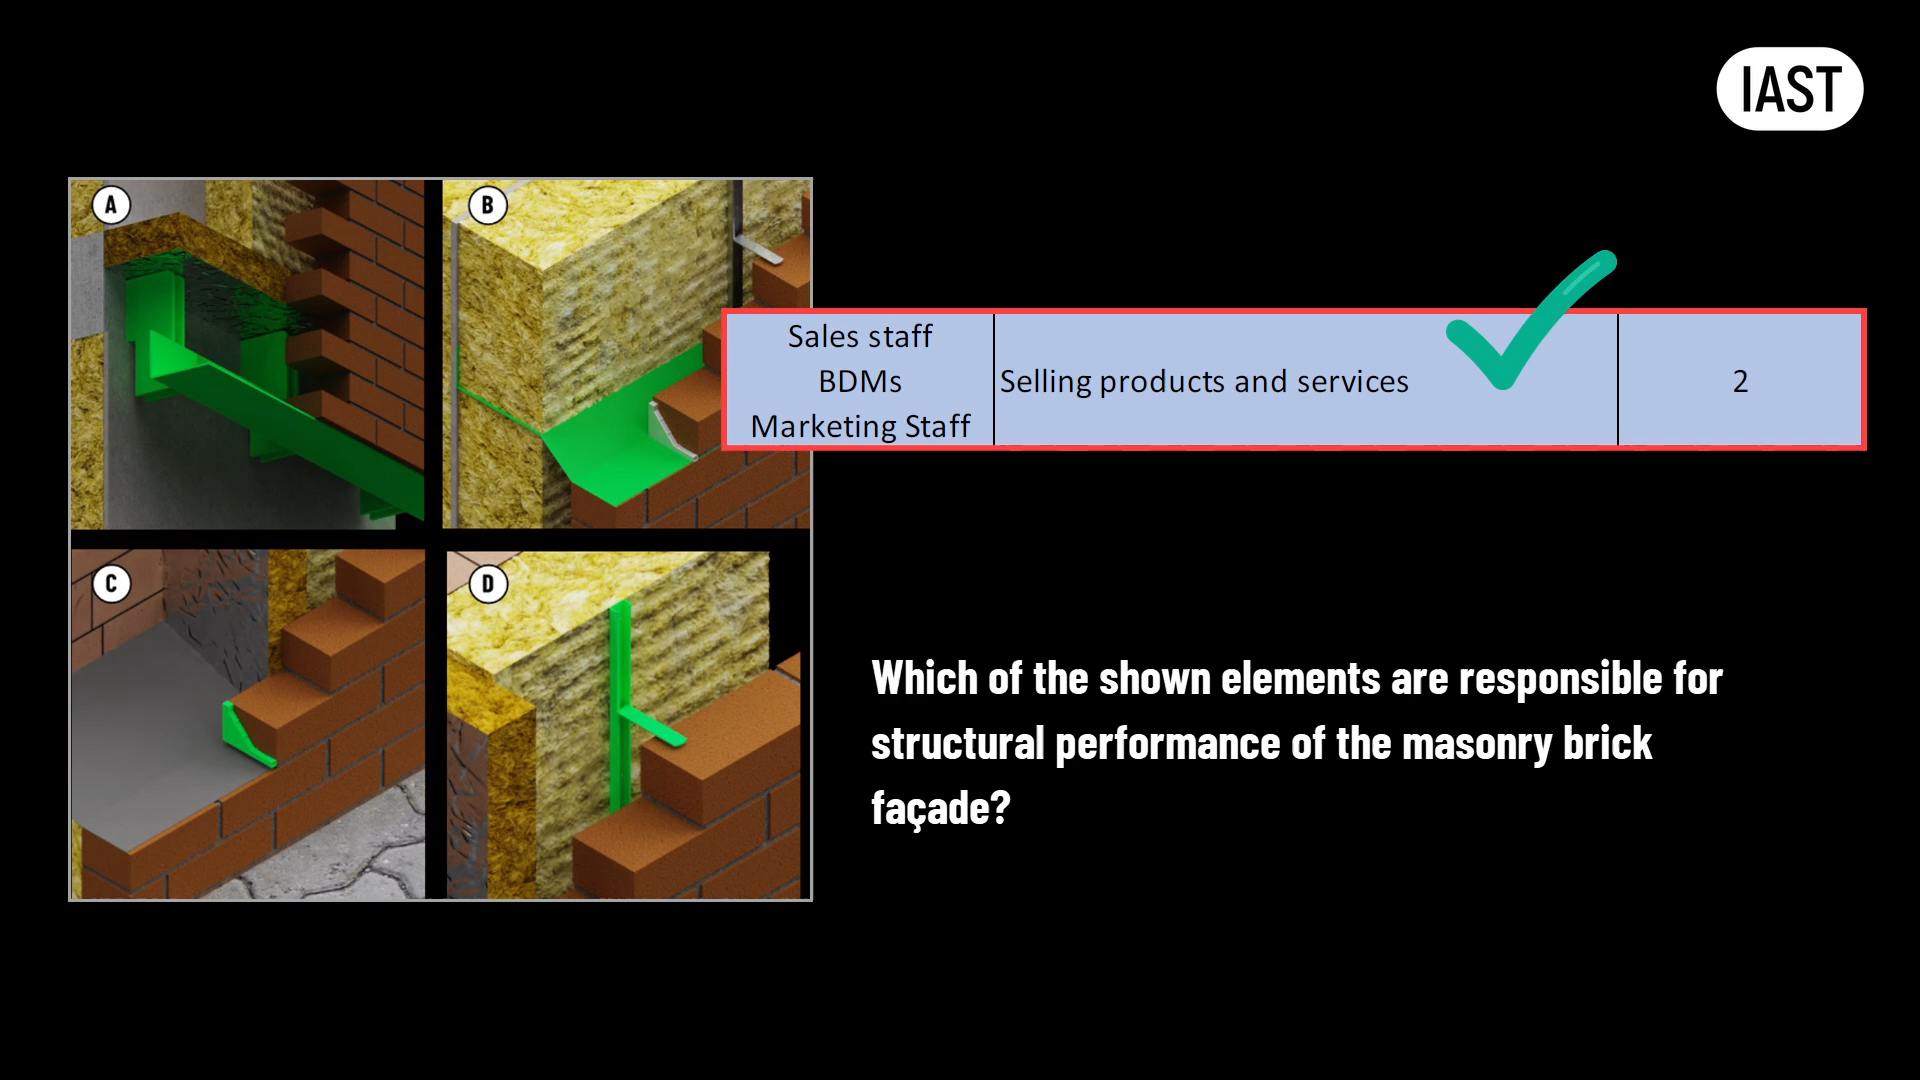 IAST
A
B
Sales staff
BDMs
Marketing Staff
Selling products and services
2
C
D
Which of the shown elements are responsible for
structural performance of the masonry brick
façade?